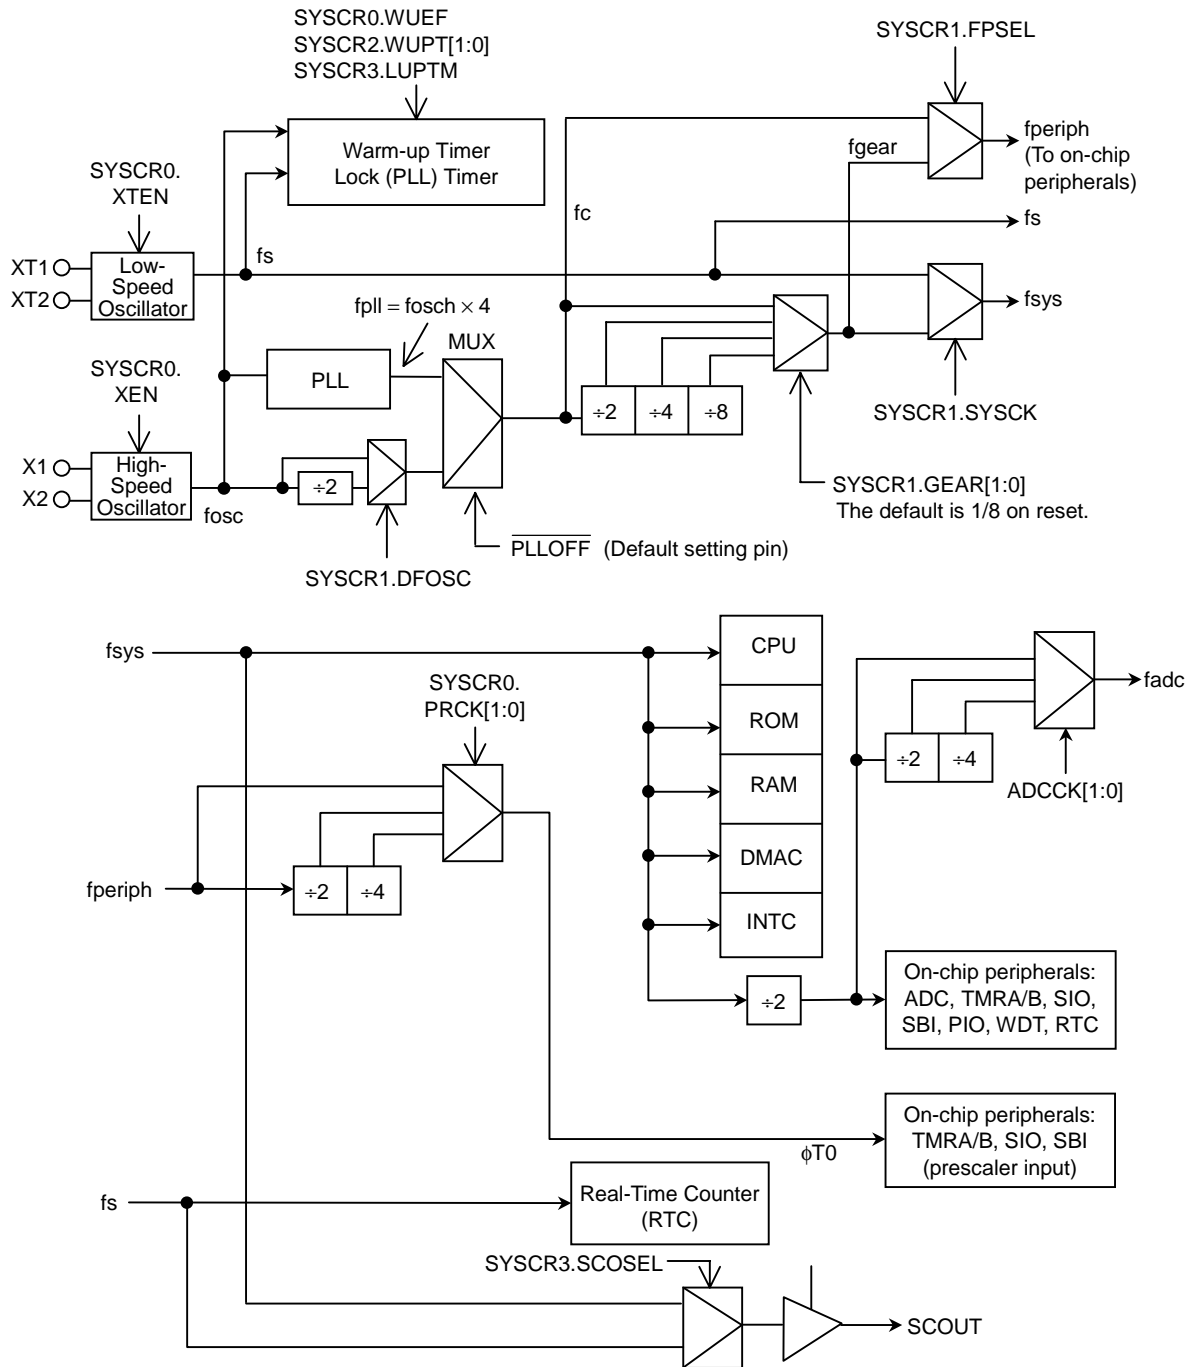 SYSCR0.WUEF
SYSCR2.WUPT[1:0]
SYSCR3.LUPTM
SYSCR1.FPSEL
Warm-up Timer
Lock (PLL) Timer
fperiph
(To on-chip
peripherals)
fgear
SYSCR0.
XTEN
fc
fs
fs
XT1
XT2
Low-
Speed
Oscillator
fsys
fpll = fosch × 4
MUX
SYSCR0.
XEN
PLL
÷2
÷4
÷8
SYSCR1.SYSCK
X1
X2
High-
Speed
Oscillator
÷2
fosc
SYSCR1.GEAR[1:0]
The default is 1/8 on reset.
PLLOFF (Default setting pin)
SYSCR1.DFOSC
fsys
CPU
SYSCR0.
PRCK[1:0]
fadc
ROM
÷2
÷4
RAM
ADCCK[1:0]
DMAC
fperiph
÷2
÷4
INTC
On-chip peripherals:
ADC, TMRA/B, SIO,
SBI, PIO, WDT, RTC
÷2
On-chip peripherals:
TMRA/B, SIO, SBI
(prescaler input)
ϕT0
fs
Real-Time Counter
(RTC)
SYSCR3.SCOSEL
SCOUT